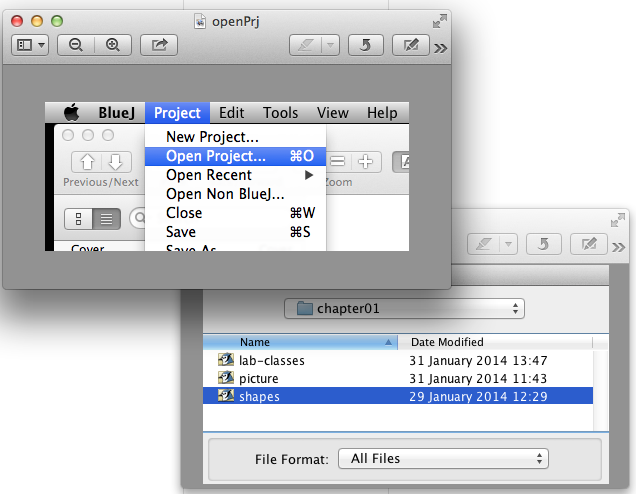 openPrj
BlueJ Project Edit Tools View Help
New Project...
Open Project... ⌘O
Previous/Next
Zoom
Open Recent
Open Non BlueJ...
Close ⌘W
Save ⌘S
Cover
Save As
chapter01
Name Date Modified
lab-classes 31 January 2014 13:47
picture 31 January 2014 11:43
shapes 29 January 2014 12:29
File Format: All Files